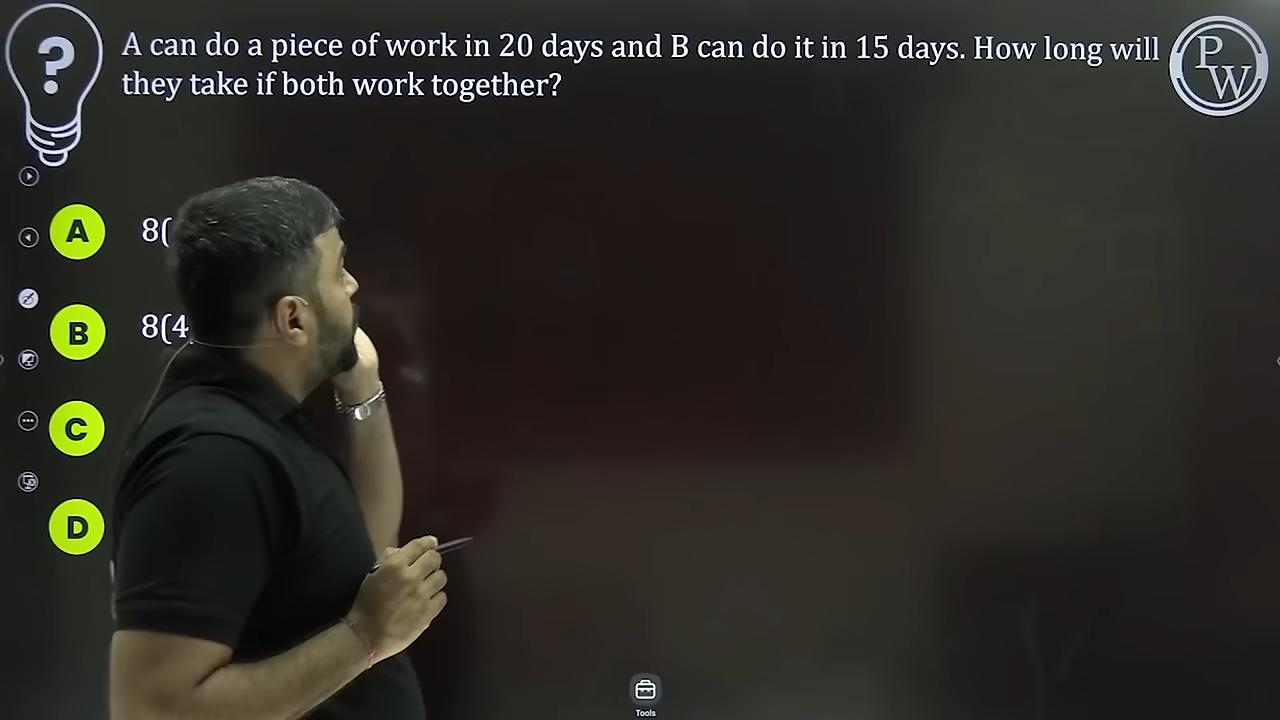 ?
A can do a piece of work in 20 days and B can do it in 15 days. How long will
they take if both work together?
PW
A 8(
B 8(4
C
D
Tools